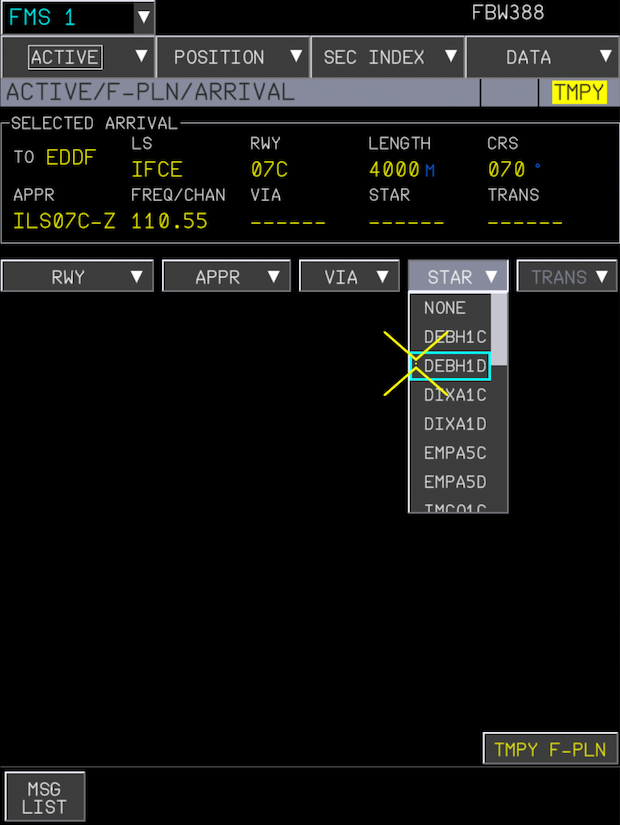 FMS 1 ▼ FBW388
ACTIVE ▼ POSITION ▼ SEC INDEX ▼ DATA ▼
ACTIVE/F-PLN/ARRIVAL TMPY
SELECTED ARRIVAL
LS RWY LENGTH CRS
TO EDDF IFCE 07C 4000 M 070 °
APPR FREQ/CHAN VIA STAR TRANS
ILS07C-Z 110.55 ------ ------ ------
RWY ▼ APPR ▼ VIA ▼ STAR ▼ TRANS ▼
NONE
DEBH1C
DEBH1D
DIXA1C
DIXA1D
EMPA5C
EMPA5D
TMPY F-PLN
MSG
LIST